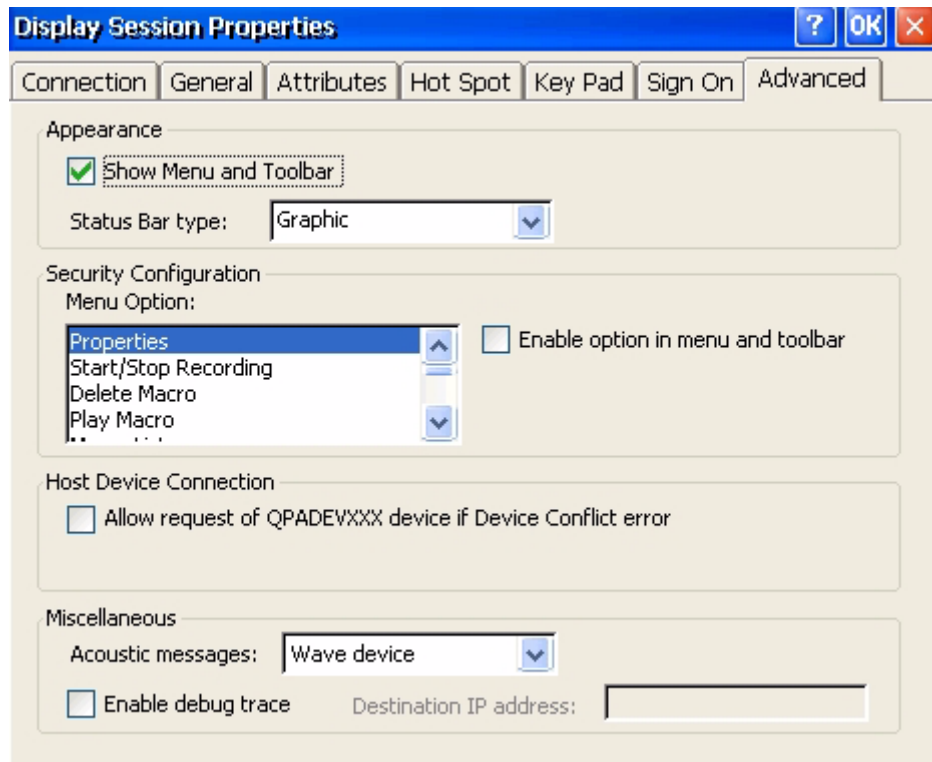 Display Session Properties ? OK
Connection General Attributes Hot Spot Key Pad Sign On Advanced
Appearance
Show Menu and Toolbar
Status Bar type: Graphic
Security Configuration
Menu Option:
Properties
Enable option in menu and toolbar
Start/Stop Recording
Delete Macro
Play Macro
Host Device Connection
Allow request of QPADEVXXX device if Device Conflict error
Miscellaneous
Acoustic messages: Wave device
Enable debug trace Destination IP address: